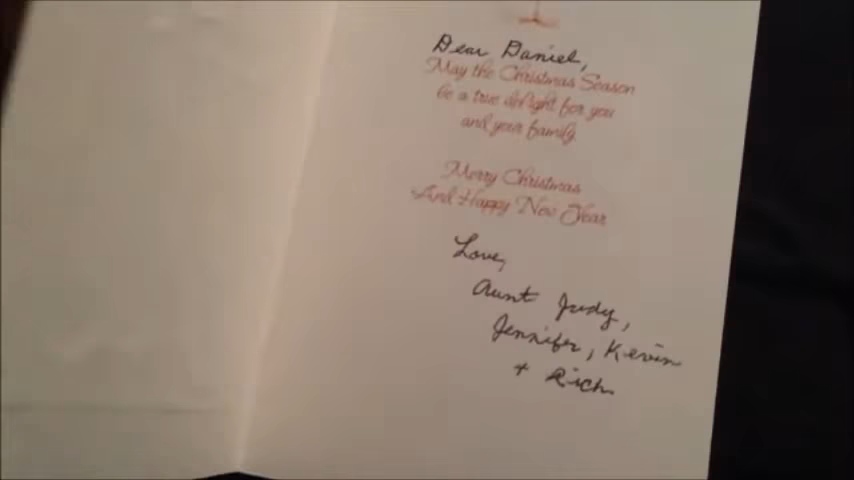 Dear Daniel,
May the Christmas Season
be a true delight for you
and your family.
Merry Christmas
And Happy New Year
Love,
Aunt Judy,
Jennifer, Kevin
+ Rich